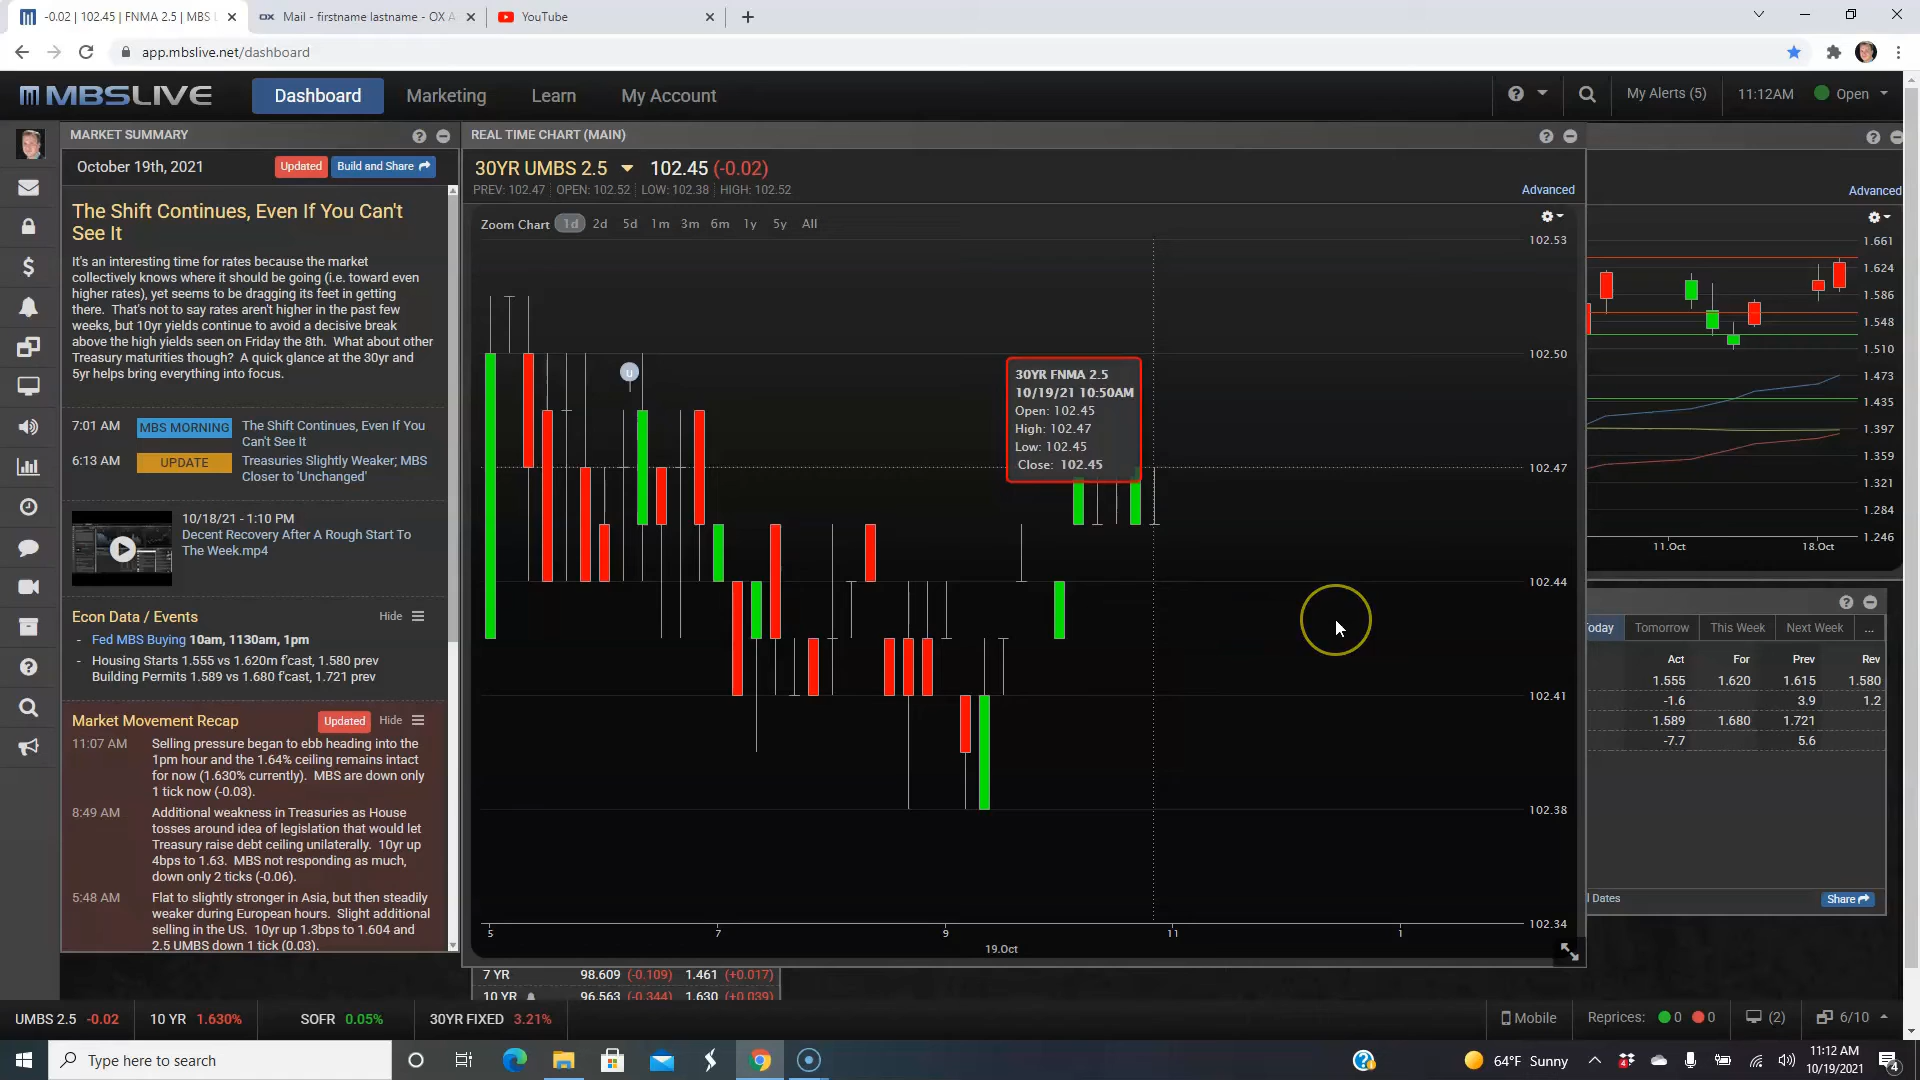 -0.02 | 102.45 | FNMA 2.5 | MBS L
Mail - firstname lastname - OX A
YouTube
app.mbslive.net/dashboard
MBSLIVE
Dashboard
Marketing
Learn
My Account
My Alerts (5)
11:12AM
Open
MARKET SUMMARY
October 19th, 2021
Updated
Build and Share
The Shift Continues, Even If You Can't
See It
It's an interesting time for rates because the market
collectively knows where it should be going (i.e. toward even
higher rates), yet seems to be dragging its feet in getting
there. That's not to say rates aren't higher in the past few
weeks, but 10yr yields continue to avoid a decisive break
above the high yields seen on Friday the 8th. What about other
Treasury maturities though? A quick glance at the 30yr and
5yr helps bring everything into focus.
7:01 AM
MBS MORNING
The Shift Continues, Even If You
Can't See It
6:13 AM
UPDATE
Treasuries Slightly Weaker; MBS
Closer to 'Unchanged'
10/18/21 - 1:10 PM
Decent Recovery After A Rough Start To
The Week.mp4
Econ Data / Events
Hide
- Fed MBS Buying 10am, 1130am, 1pm
- Housing Starts 1.555 vs 1.620m f'cast, 1.580 prev
Building Permits 1.589 vs 1.680 f'cast, 1.721 prev
Market Movement Recap
Updated
Hide
11:07 AM
Selling pressure began to ebb heading into the
1pm hour and the 1.64% ceiling remains intact
for now (1.630% currently). MBS are down only
1 tick now (-0.03).
8:49 AM
Additional weakness in Treasuries as House
tosses around idea of legislation that would let
Treasury raise debt ceiling unilaterally. 10yr up
4bps to 1.63. MBS not responding as much,
down only 2 ticks (-0.06).
5:48 AM
Flat to slightly stronger in Asia, but then steadily
weaker during European hours. Slight additional
selling in the US. 10yr up 1.3bps to 1.604 and
2.5 UMBS down 1 tick (0.03).
REAL TIME CHART (MAIN)
30YR UMBS 2.5
102.45 (-0.02)
PREV: 102.47 | OPEN: 102.52 | LOW: 102.38 | HIGH: 102.52
Advanced
Zoom Chart 1d 2d 5d 1m 3m 6m 1y 5y All
102.53
102.50
102.47
102.44
102.41
102.38
102.34
u
30YR FNMA 2.5
10/19/21 10:50AM
Open: 102.45
High: 102.47
Low: 102.45
Close: 102.45
5 7 9 11 1
19.Oct
7 YR 98.609 (-0.109) 1.461 (+0.017)
10 YR 96.563 (-0.344) 1.630 (+0.039)
Advanced
1.661
1.624
1.586
1.548
1.510
1.473
1.435
1.397
1.359
1.321
1.284
1.246
11.Oct 18.Oct
Today Tomorrow This Week Next Week ...
Act For Prev Rev
1.555 1.620 1.615 1.580
-1.6 3.9 1.2
1.589 1.680 1.721
-7.7 5.6
Dates
Share
UMBS 2.5 -0.02
10 YR 1.630%
SOFR 0.05%
30YR FIXED 3.21%
Mobile
Reprices: 0 0
(2)
6/10
Type here to search
64°F Sunny
11:12 AM
10/19/2021
4